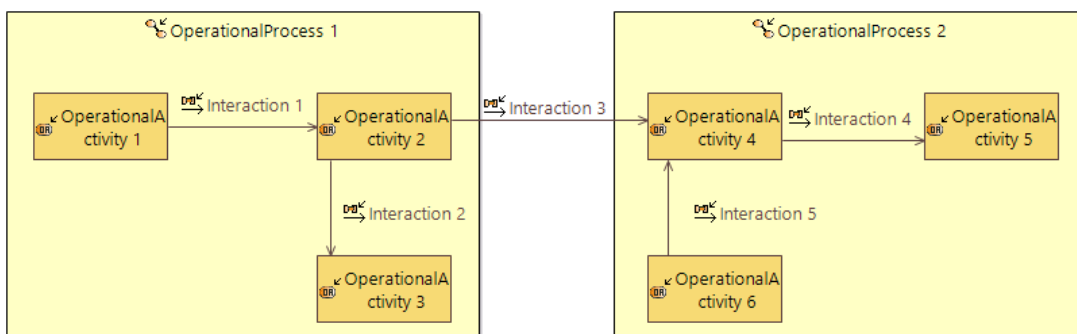 OperationalProcess 1
OperationalProcess 2
Interaction 1
Interaction 3
Interaction 4
OperationalA
ctivity 1
OperationalA
ctivity 2
OperationalA
ctivity 4
OperationalA
ctivity 5
Interaction 2
Interaction 5
OperationalA
ctivity 3
OperationalA
ctivity 6